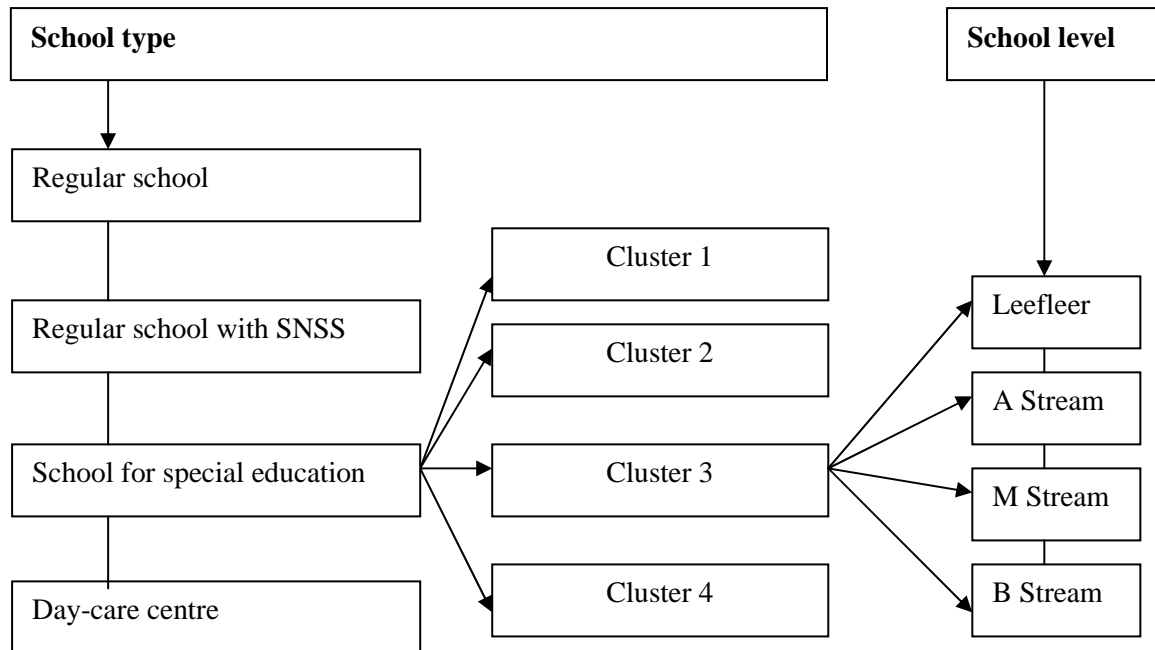 School type
School level
Regular school
Regular school with SNSS
School for special education
Day-care centre
Cluster 1
Cluster 2
Cluster 3
Cluster 4
Leefleer
A Stream
M Stream
B Stream